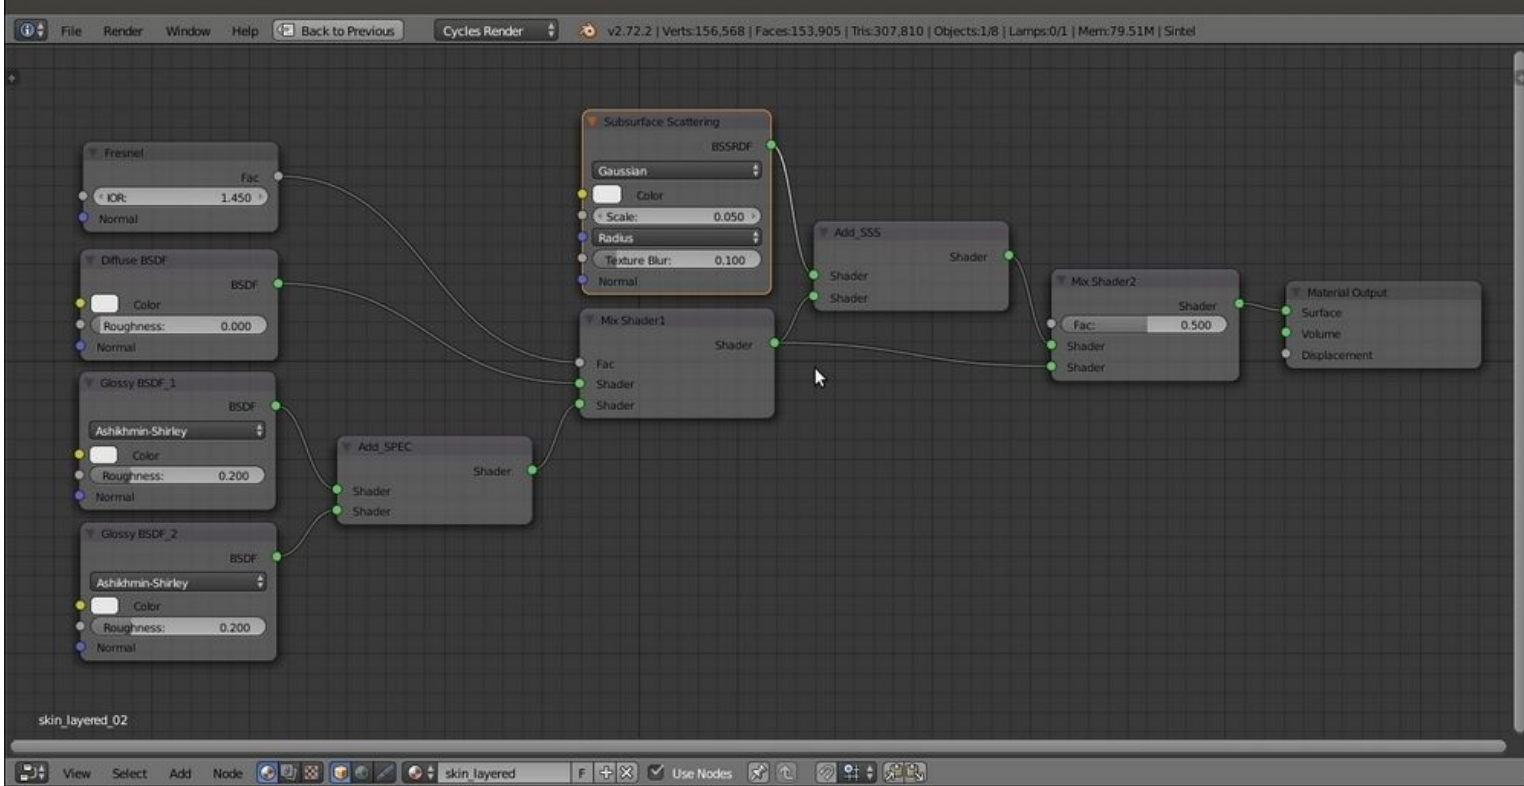 File Render Window Help Back to Previous Cycles Render v2.72.2 | Verts:156,568 | Faces:153,905 | Tris:307,810 | Objects:1/8 | Lamps:0/1 | Mem:79.51M | Sintel
Fresnel
Fac
IOR: 1.450
Normal
Diffuse BSDF
BSDF
Color
Roughness: 0.000
Normal
Glossy BSDF_1
BSDF
Ashikhmin-Shirley
Color
Roughness: 0.200
Normal
Glossy BSDF_2
BSDF
Ashikhmin-Shirley
Color
Roughness: 0.200
Normal
Add_SPEC
Shader
Shader
Shader
Subsurface Scattering
BSSRDF
Gaussian
Color
Scale: 0.050
Radius
Texture Blur: 0.100
Normal
Mix Shader1
Shader
Fac
Shader
Shader
Add_SSS
Shader
Shader
Shader
Mix Shader2
Shader
Fac: 0.500
Shader
Shader
Material Output
Surface
Volume
Displacement
skin_layered_02
View Select Add Node skin_layered F Use Nodes